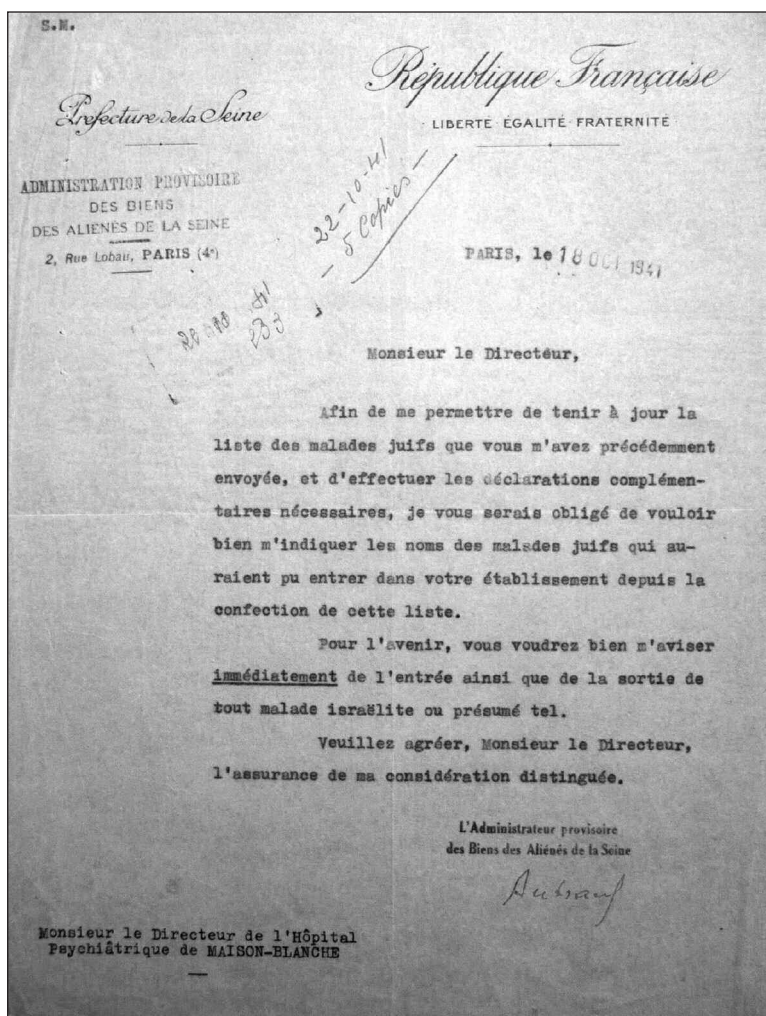 S.M.
République Française
LIBERTÉ · ÉGALITÉ · FRATERNITÉ
Préfecture de la Seine
ADMINISTRATION PROVISOIRE
DES BIENS
DES ALIÉNÉS DE LA SEINE
2, Rue Lobau, PARIS (4e)
22-10-41
- 5 Copies -
PARIS, le 18 OCT 1941
Monsieur le Directeur,
Afin de me permettre de tenir à jour la
liste des malades juifs que vous m'avez précédemment
envoyée, et d'effectuer les déclarations complémen-
taires nécessaires, je vous serais obligé de vouloir
bien m'indiquer les noms des malades juifs qui au-
raient pu entrer dans votre établissement depuis la
confection de cette liste.
Pour l'avenir, vous voudrez bien m'aviser
immédiatement de l'entrée ainsi que de la sortie de
tout malade israëlite ou présumé tel.
Veuillez agréer, Monsieur le Directeur,
l'assurance de ma considération distinguée.
L'Administrateur provisoire
des Biens des Aliénés de la Seine
Monsieur le Directeur de l'Hôpital
Psychiâtrique de MAISON-BLANCHE